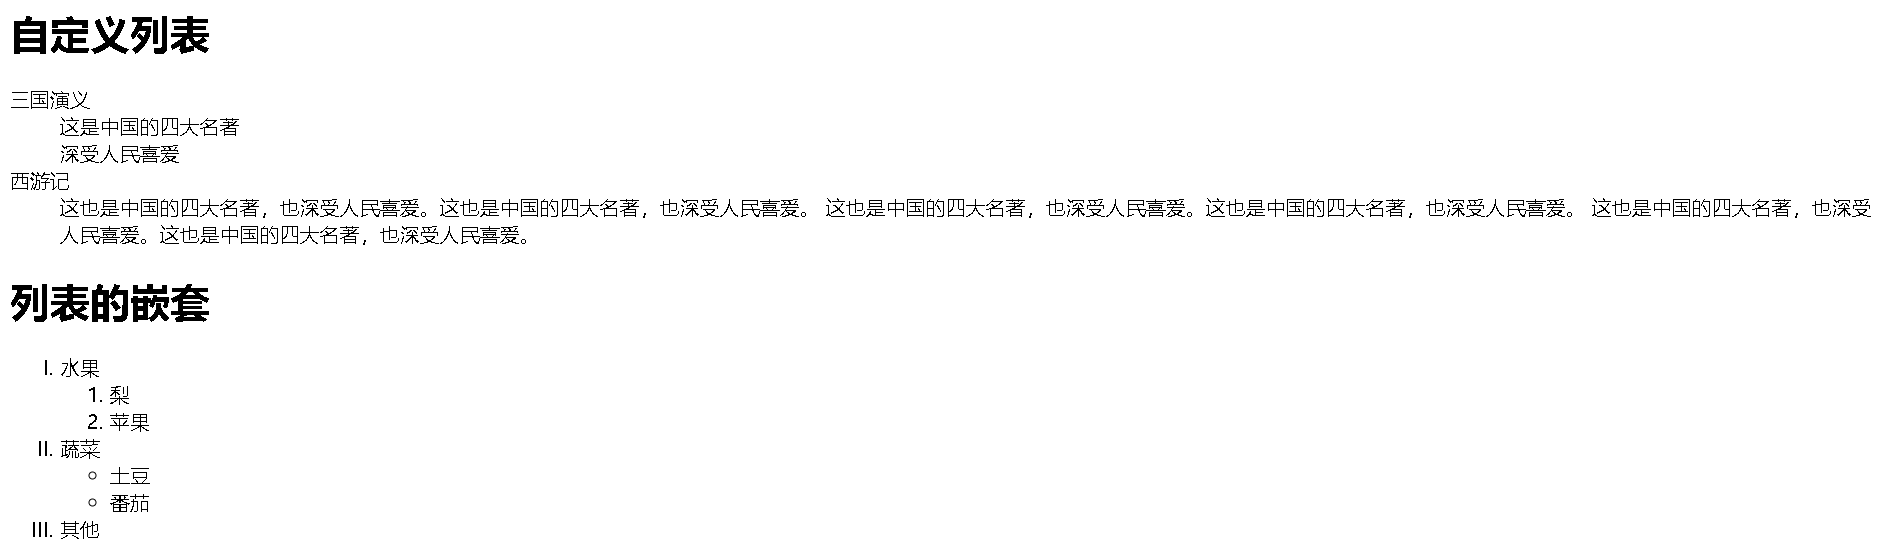 自定义列表
三国演义
这是中国的四大名著
深受人民喜爱
西游记
这也是中国的四大名著，也深受人民喜爱。这也是中国的四大名著，也深受人民喜爱。 这也是中国的四大名著，也深受人民喜爱。这也是中国的四大名著，也深受人民喜爱。 这也是中国的四大名著，也深受
人民喜爱。这也是中国的四大名著，也深受人民喜爱。
列表的嵌套
I. 水果
1. 梨
2. 苹果
II. 蔬菜
◦ 土豆
◦ 番茄
III. 其他